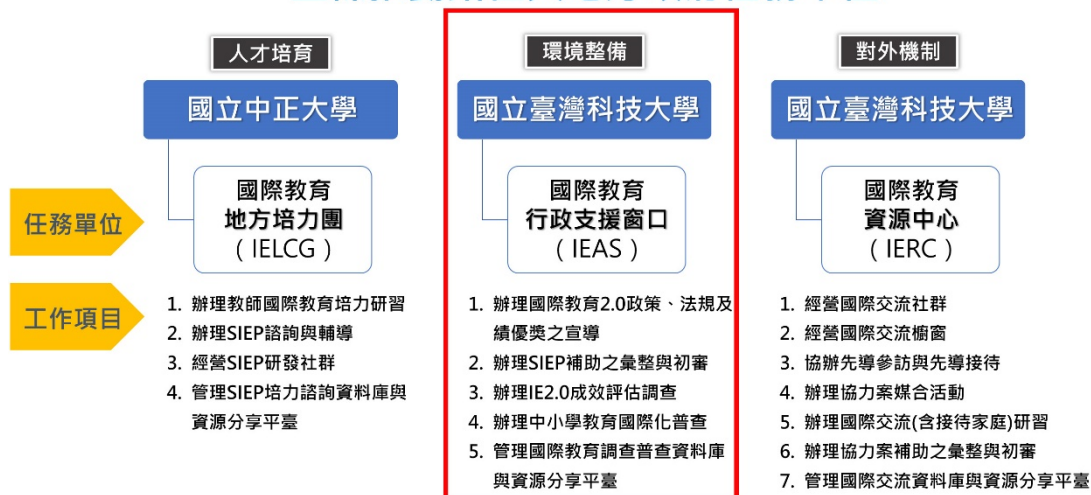 人才培育
環境整備
對外機制
國立中正大學
國立臺灣科技大學
國立臺灣科技大學
任務單位
國際教育
地方培力團
(IELCG)
國際教育
行政支援窗口
(IEAS)
國際教育
資源中心
(IERC)
工作項目
1. 辦理教師國際教育培力研習
2. 辦理SIEP諮詢與輔導
3. 經營SIEP研發社群
4. 管理SIEP培力諮詢資料庫與
資源分享平臺
1. 辦理國際教育2.0政策、法規及
績優獎之宣導
2. 辦理SIEP補助之彙整與初審
3. 辦理IE2.0成效評估調查
4. 辦理中小學教育國際化普查
5. 管理國際教育調查普查資料庫
與資源分享平臺
1. 經營國際交流社群
2. 經營國際交流櫥窗
3. 協辦先導參訪與先導接待
4. 辦理協力案媒合活動
5. 辦理國際交流(含接待家庭)研習
6. 辦理協力案補助之彙整與初審
7. 管理國際交流資料庫與資源分享平臺